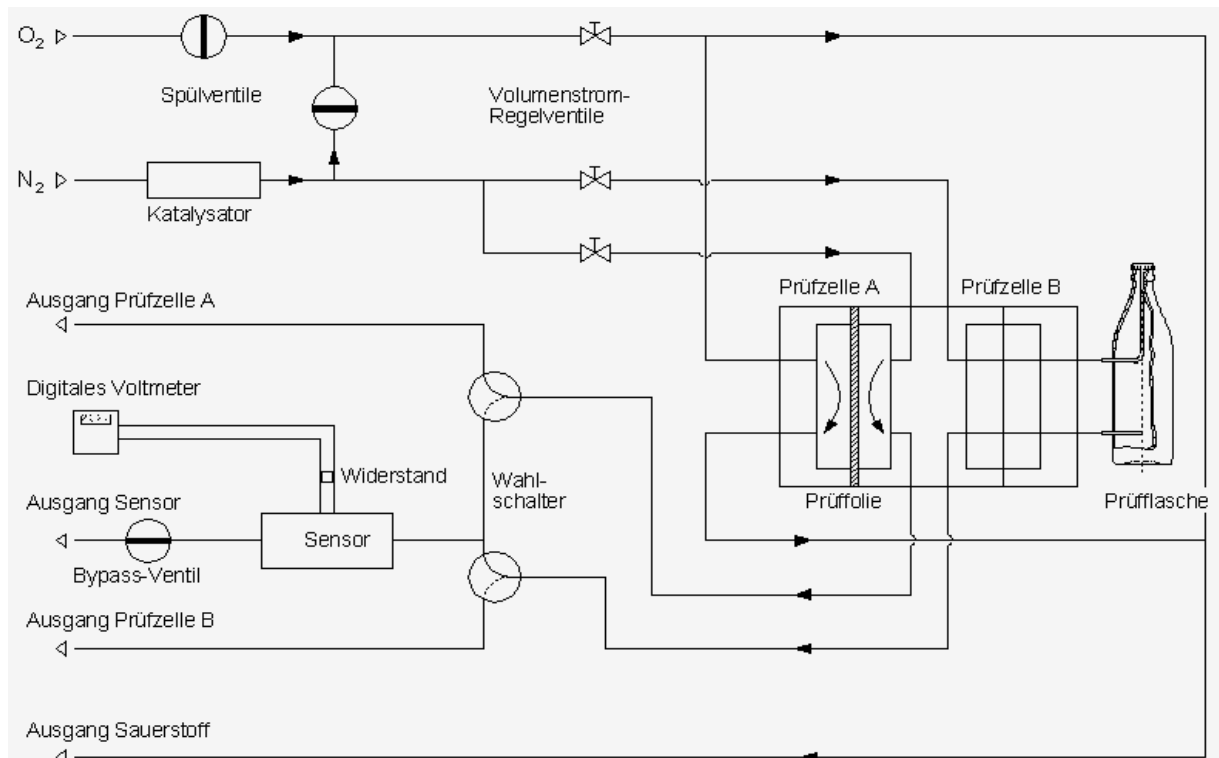 O2
Spülventile
Volumenstrom-
Regelventile
N2
Katalysator
Ausgang Prüfzelle A
Prüfzelle A
Prüfzelle B
Digitales Voltmeter
Widerstand
Wahl-
schalter
Ausgang Sensor
Sensor
Prüffolie
Prüfflasche
Bypass-Ventil
Ausgang Prüfzelle B
Ausgang Sauerstoff